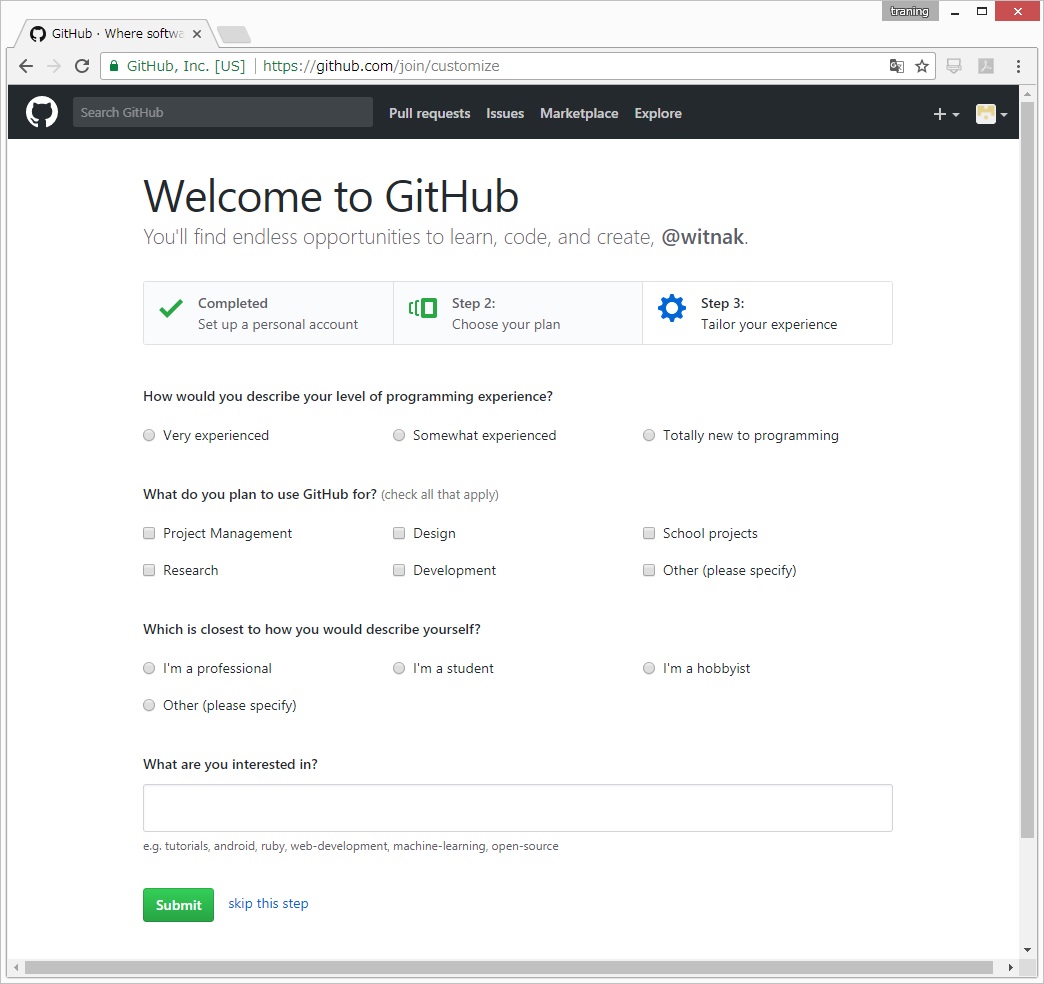 traning
GitHub · Where softwa
GitHub, Inc. [US] https://github.com/join/customize
Search GitHub Pull requests Issues Marketplace Explore
Welcome to GitHub
You'll find endless opportunities to learn, code, and create, @witnak.
Completed
Set up a personal account
Step 2:
Choose your plan
Step 3:
Tailor your experience
How would you describe your level of programming experience?
Very experienced Somewhat experienced Totally new to programming
What do you plan to use GitHub for? (check all that apply)
Project Management Design School projects
Research Development Other (please specify)
Which is closest to how you would describe yourself?
I'm a professional I'm a student I'm a hobbyist
Other (please specify)
What are you interested in?
e.g. tutorials, android, ruby, web-development, machine-learning, open-source
Submit skip this step